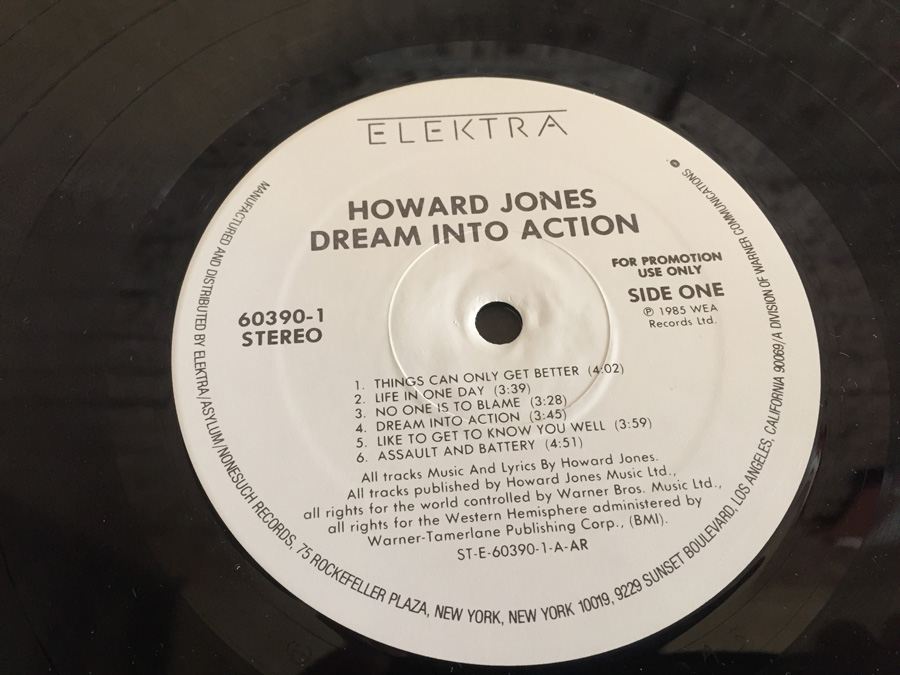 ELEKTRA
HOWARD JONES
DREAM INTO ACTION
FOR PROMOTION
USE ONLY
60390-1
STEREO
SIDE ONE
℗ 1985 WEA
Records Ltd.
1. THINGS CAN ONLY GET BETTER (4:02)
2. LIFE IN ONE DAY (3:39)
3. NO ONE IS TO BLAME (3:28)
4. DREAM INTO ACTION (3:45)
5. LIKE TO GET TO KNOW YOU WELL (3:59)
6. ASSAULT AND BATTERY (4:51)
All tracks Music And Lyrics By Howard Jones.
All tracks published by Howard Jones Music Ltd.,
all rights for the world controlled by Warner Bros. Music Ltd.,
all rights for the Western Hemisphere administered by
Warner-Tamerlane Publishing Corp., (BMI).
ST-E-60390-1-A-AR
MANUFACTURED AND DISTRIBUTED BY ELEKTRA/ASYLUM/NONESUCH RECORDS, 75 ROCKEFELLER PLAZA, NEW YORK, NEW YORK 10019, 9229 SUNSET BOULEVARD, LOS ANGELES, CALIFORNIA 90069/A DIVISION OF WARNER COMMUNICATIONS